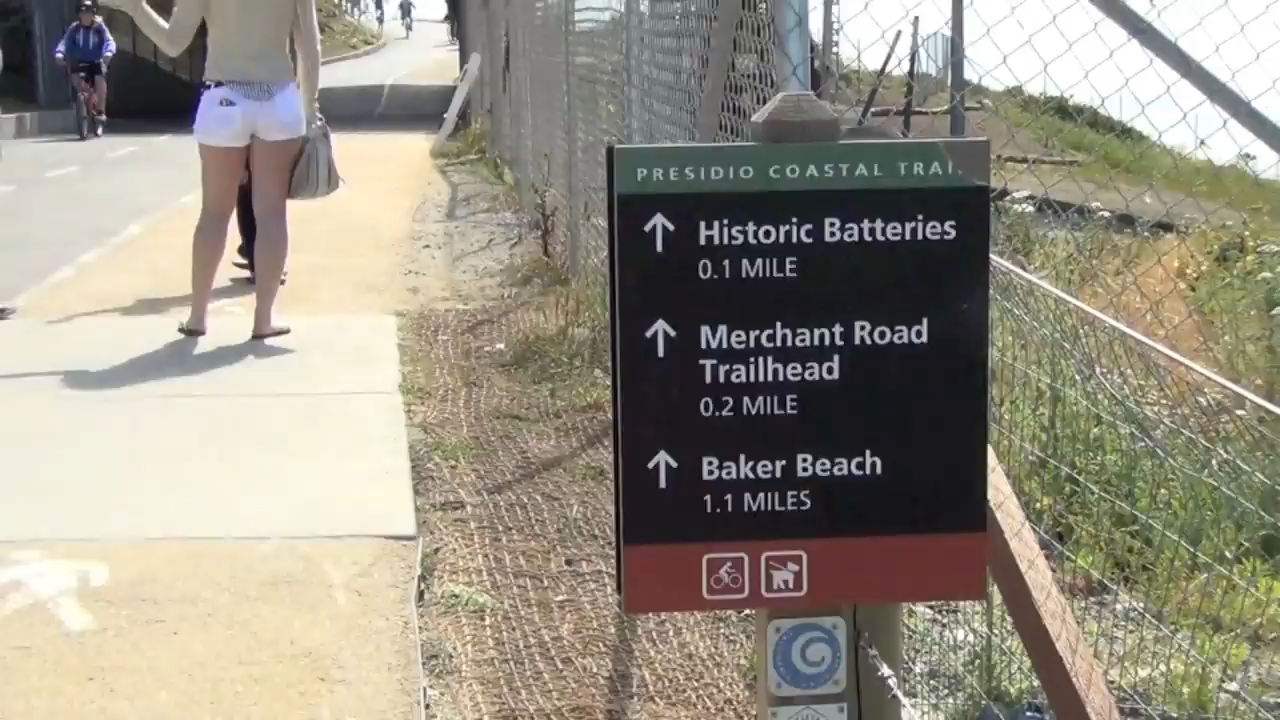 PRESIDIO COASTAL TRAI
Historic Batteries
0.1 MILE
Merchant Road
Trailhead
0.2 MILE
Baker Beach
1.1 MILES